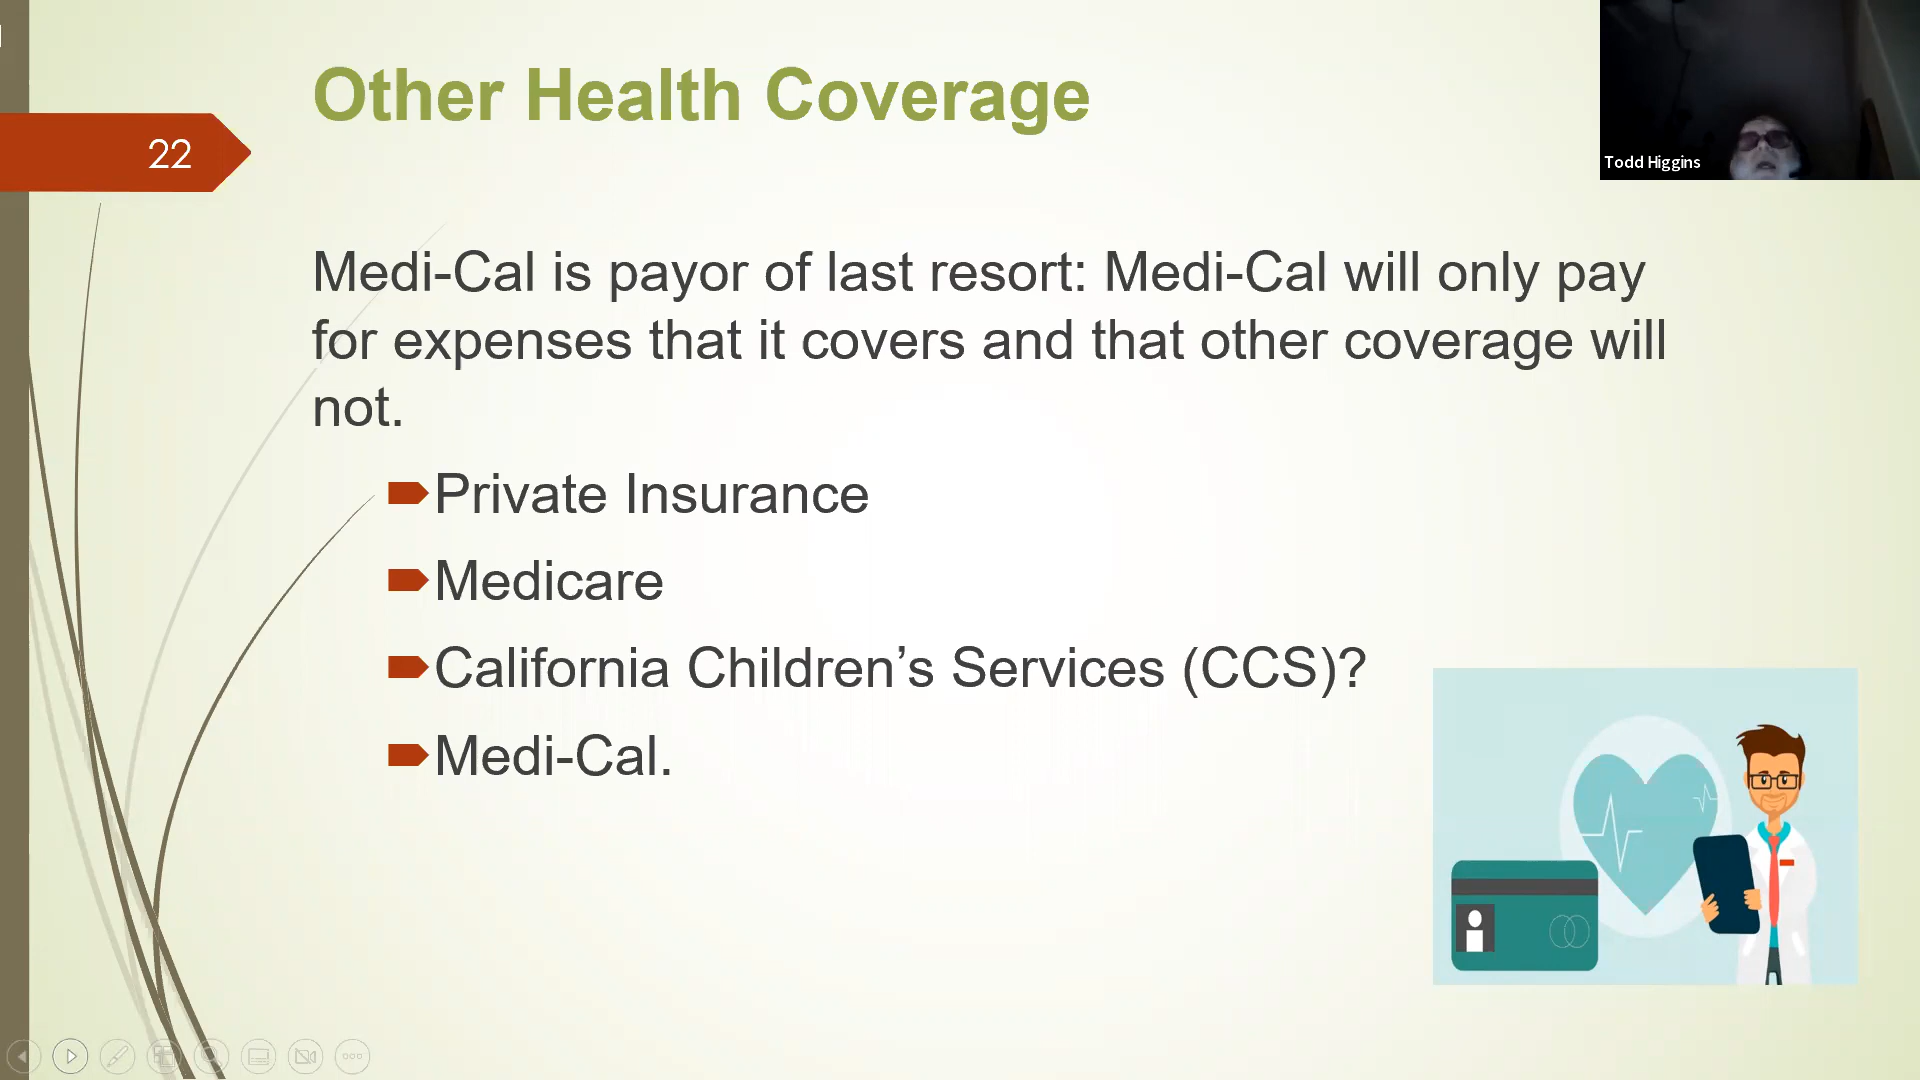 Other Health Coverage
22
Todd Higgins
Medi-Cal is payor of last resort: Medi-Cal will only pay
for expenses that it covers and that other coverage will
not.
Private Insurance
Medicare
California Children’s Services (CCS)?
Medi-Cal.